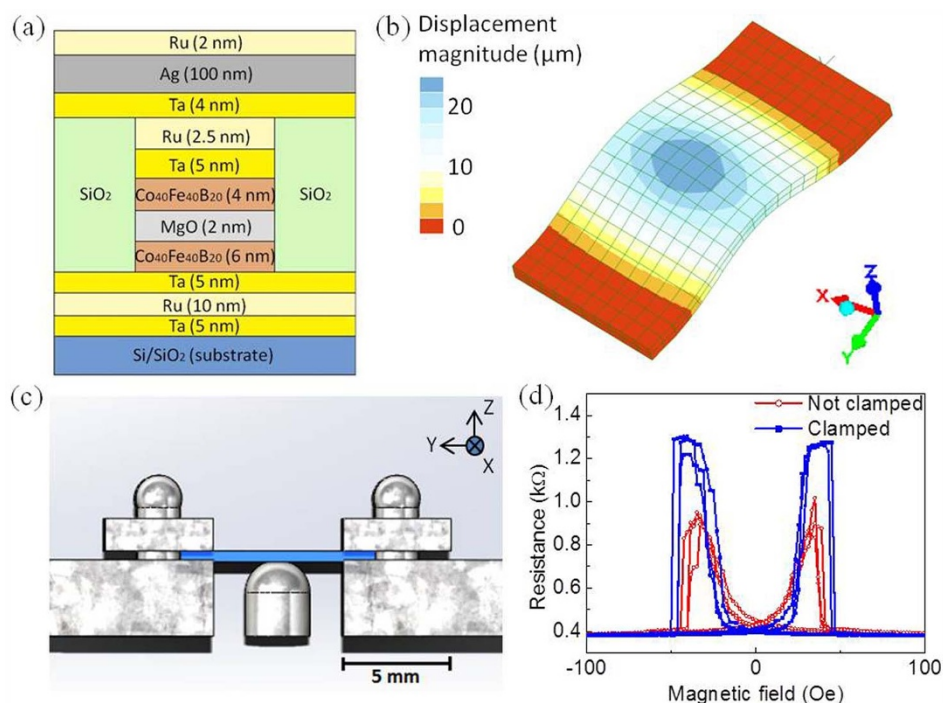 (a)
Ru (2 nm)
Ag (100 nm)
Ta (4 nm)
Ru (2.5 nm)
Ta (5 nm)
SiO₂
Co₄₀Fe₄₀B₂₀ (4 nm)
SiO₂
MgO (2 nm)
Co₄₀Fe₄₀B₂₀ (6 nm)
Ta (5 nm)
Ru (10 nm)
Ta (5 nm)
Si/SiO₂ (substrate)
(b)
Displacement
magnitude (μm)
20
10
0
Z
X
Y
(c)
Z
Y
X
5 mm
(d)
Not clamped
Clamped
1.4
1.2
1.0
0.8
0.6
0.4
Resistance (kΩ)
-100 -50 0 50 100
Magnetic field (Oe)